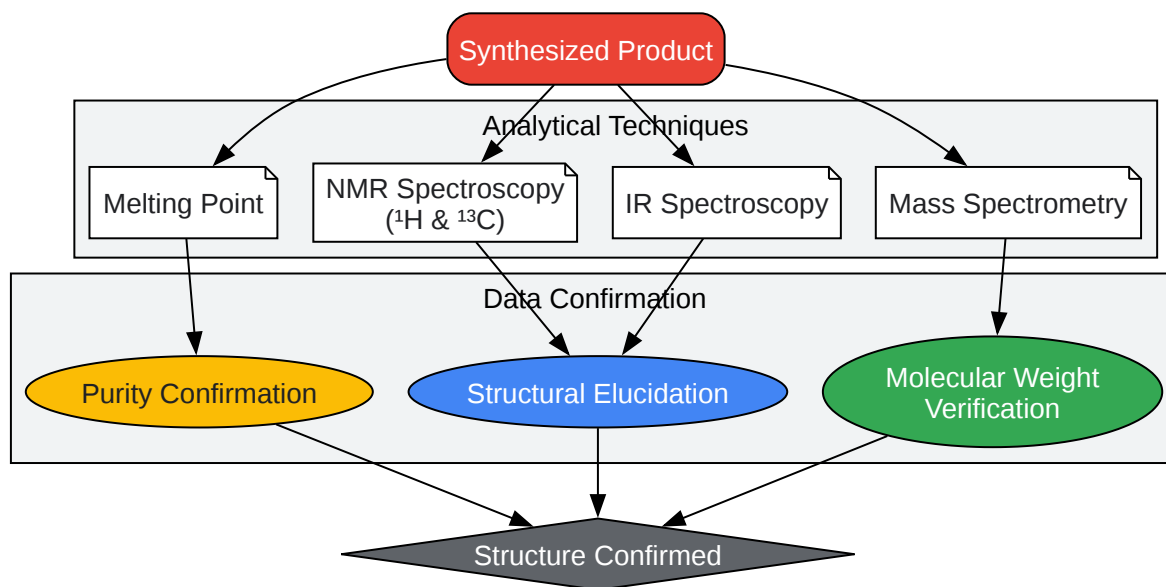 Synthesized Product
Analytical Techniques
Melting Point
NMR Spectroscopy
(¹H & ¹³C)
IR Spectroscopy
Mass Spectrometry
Data Confirmation
Purity Confirmation
Structural Elucidation
Molecular Weight
Verification
Structure Confirmed